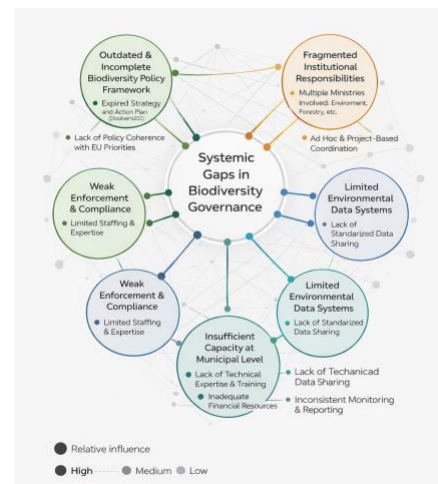 Outdated &
Incomplete
Biodiversity Policy
Framework
Expired Strategy
and Action Plan
Lack of Policy Coherence
with EU Priorities
Fragmented
Institutional
Responsibilities
Multiple Ministries
Involved: Enviroment,
Forestry, etc.
Ad Hoc & Project-Based
Coordination
Systemic
Gaps in
Biodiversity
Governance
Weak
Enforcement
& Compliance
Limited Staffing &
Expertise
Limited
Environmental
Data Systems
Lack of
Standarized Data
Sharing
Weak
Enforcement &
Compliance
Limited Staffing
& Expertise
Limited
Environmental
Data Systems
Lack of Standarized
Data Sharing
Insufficient
Capacity at
Municipal Level
Lack of Technical
Expertise & Training
Inadequate
Financial Resources
Lack of Techanicad
Data Sharing
Inconsistent Monitoring
& Reporting
Relative influence
High
Medium
Low